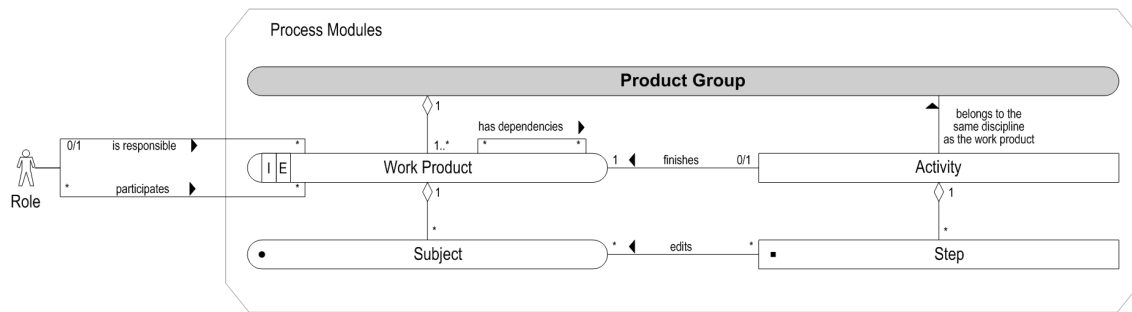 Process Modules
Product Group
1
belongs to the
same discipline
as the work product
has dependencies
0/1 is responsible *
1..* * *
I E Work Product
1 finishes 0/1
Activity
* participates *
Role
1
1
*
*
Subject
* edits *
Step